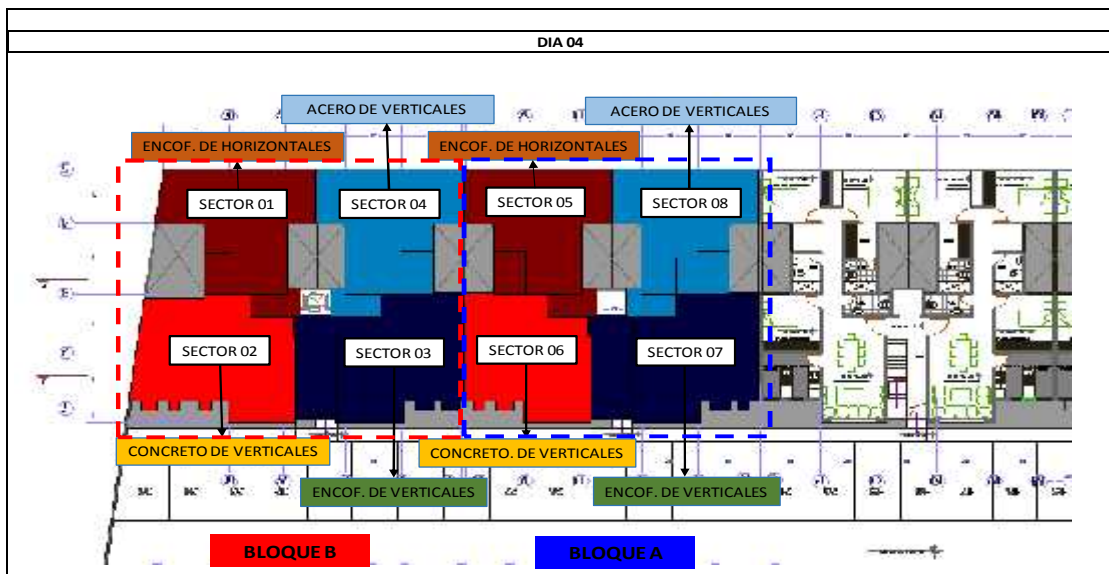 DIA 04
ACERO DE VERTICALES
ACERO DE VERTICALES
ENCOF. DE HORIZONTALES
ENCOF. DE HORIZONTALES
SECTOR 01
SECTOR 04
SECTOR 05
SECTOR 08
SECTOR 02
SECTOR 03
SECTOR 06
SECTOR 07
CONCRETO DE VERTICALES
CONCRETO. DE VERTICALES
ENCOF. DE VERTICALES
ENCOF. DE VERTICALES
BLOQUE B
BLOQUE A